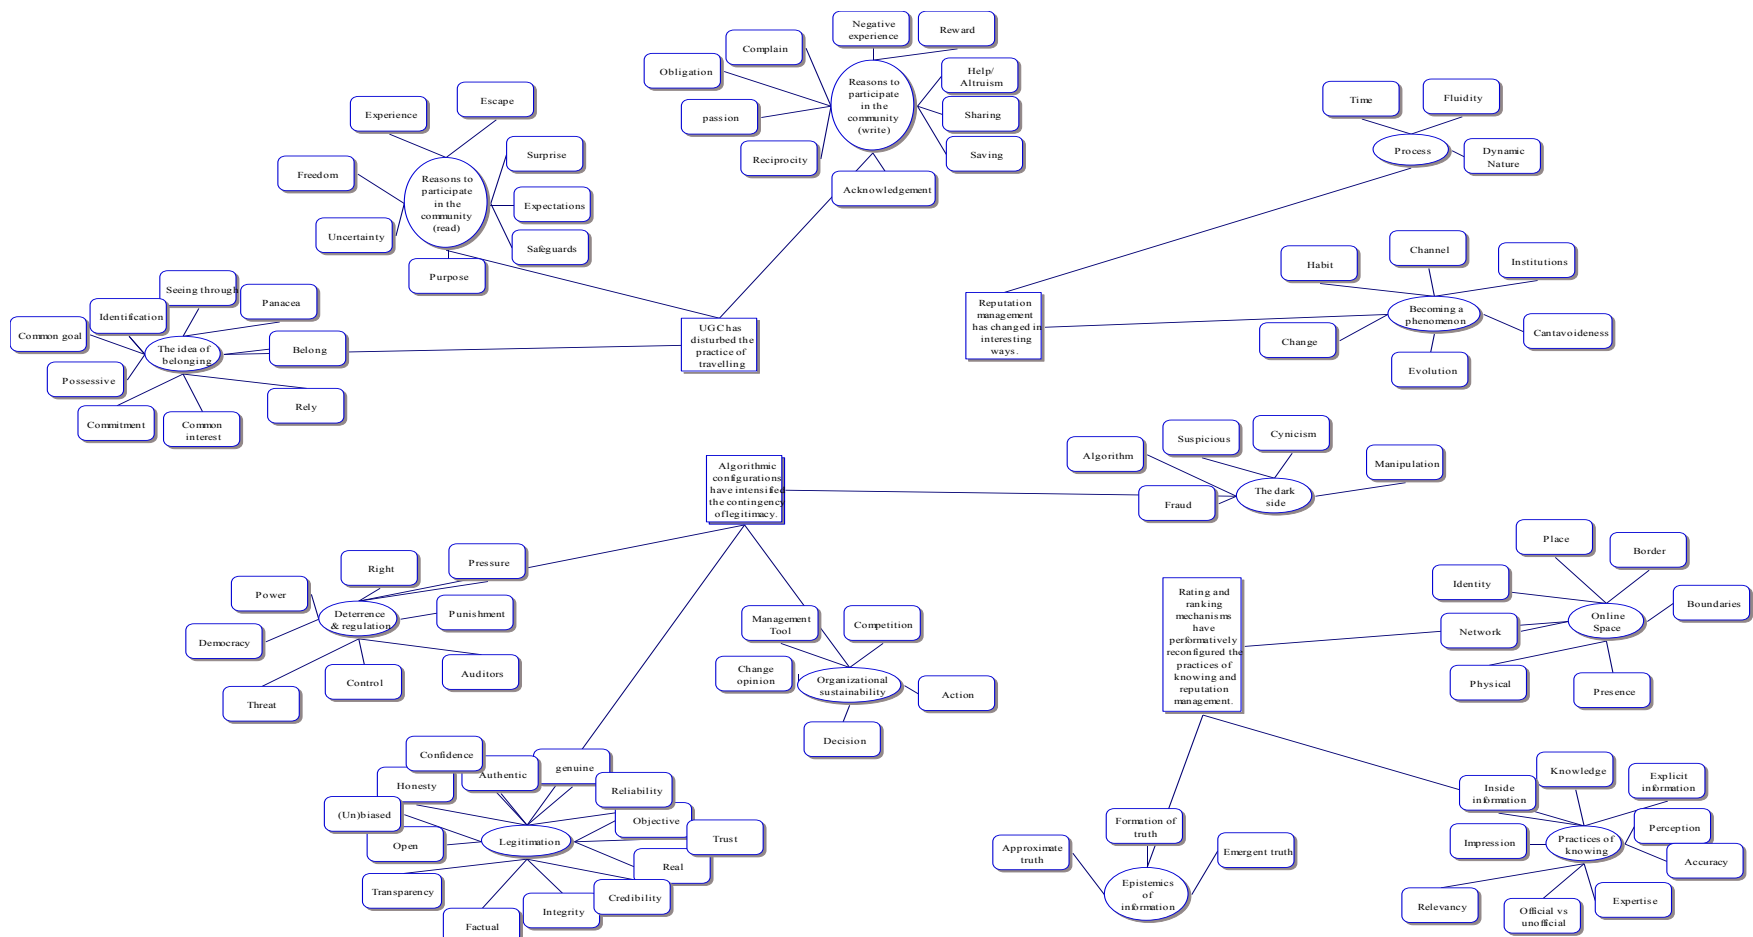 Negative
experience
Reward
Complain
Obligation
passion
Reciprocity
Reasons to
participate
in the
community
(write)
Help/
Altruism
Sharing
Saving
Acknowledgement
Experience
Escape
Freedom
Uncertainty
Reasons to
participate
in the
community
(read)
Surprise
Expectations
Safeguards
Purpose
Seeing through
Panacea
Identification
Common goal
The idea of
belonging
Belong
Possessive
Commitment
Common
interest
Rely
UGC has
disturbed the
practice of
travelling
Time
Fluidity
Process
Dynamic
Nature
Reputation
management
has changed in
interesting
ways.
Habit
Channel
Institutions
Becoming a
phenomenon
Cantavoideness
Change
Evolution
Algorithmic
configurations
have intensified
the contingency
of legitimacy.
Algorithm
Suspicious
Cynicism
Manipulation
Fraud
The dark
side
Right
Pressure
Power
Deterrence
& regulation
Punishment
Democracy
Auditors
Control
Threat
Management
Tool
Competition
Change
opinion
Organizational
sustainability
Action
Decision
Confidence
Authentic
genuine
Honesty
Reliability
(Un)biased
Objective
Open
Legitimation
Trust
Real
Transparency
Credibility
Integrity
Factual
Rating and
ranking
mechanisms
have
performatively
reconfigured the
practices of
knowing and
reputation
management.
Place
Border
Identity
Boundaries
Network
Online
Space
Physical
Presence
Formation of
truth
Approximate
truth
Emergent truth
Epistemics
of
information
Knowledge
Explicit
information
Inside
information
Perception
Impression
Practices of
knowing
Accuracy
Relevancy
Official vs
unofficial
Expertise